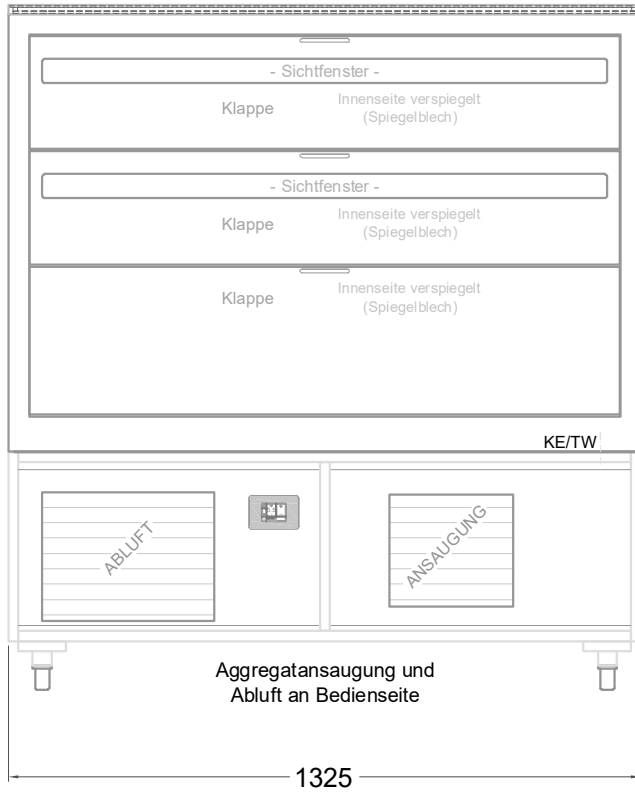 - Sichtfenster -
Klappe
Innenseite verspiegelt
(Spiegelblech)
- Sichtfenster -
Klappe
Innenseite verspiegelt
(Spiegelblech)
Klappe
Innenseite verspiegelt
(Spiegelblech)
KE/TW
ABLUFT
ANSAUGUNG
Aggregatansaugung und
Abluft an Bedienseite
1325